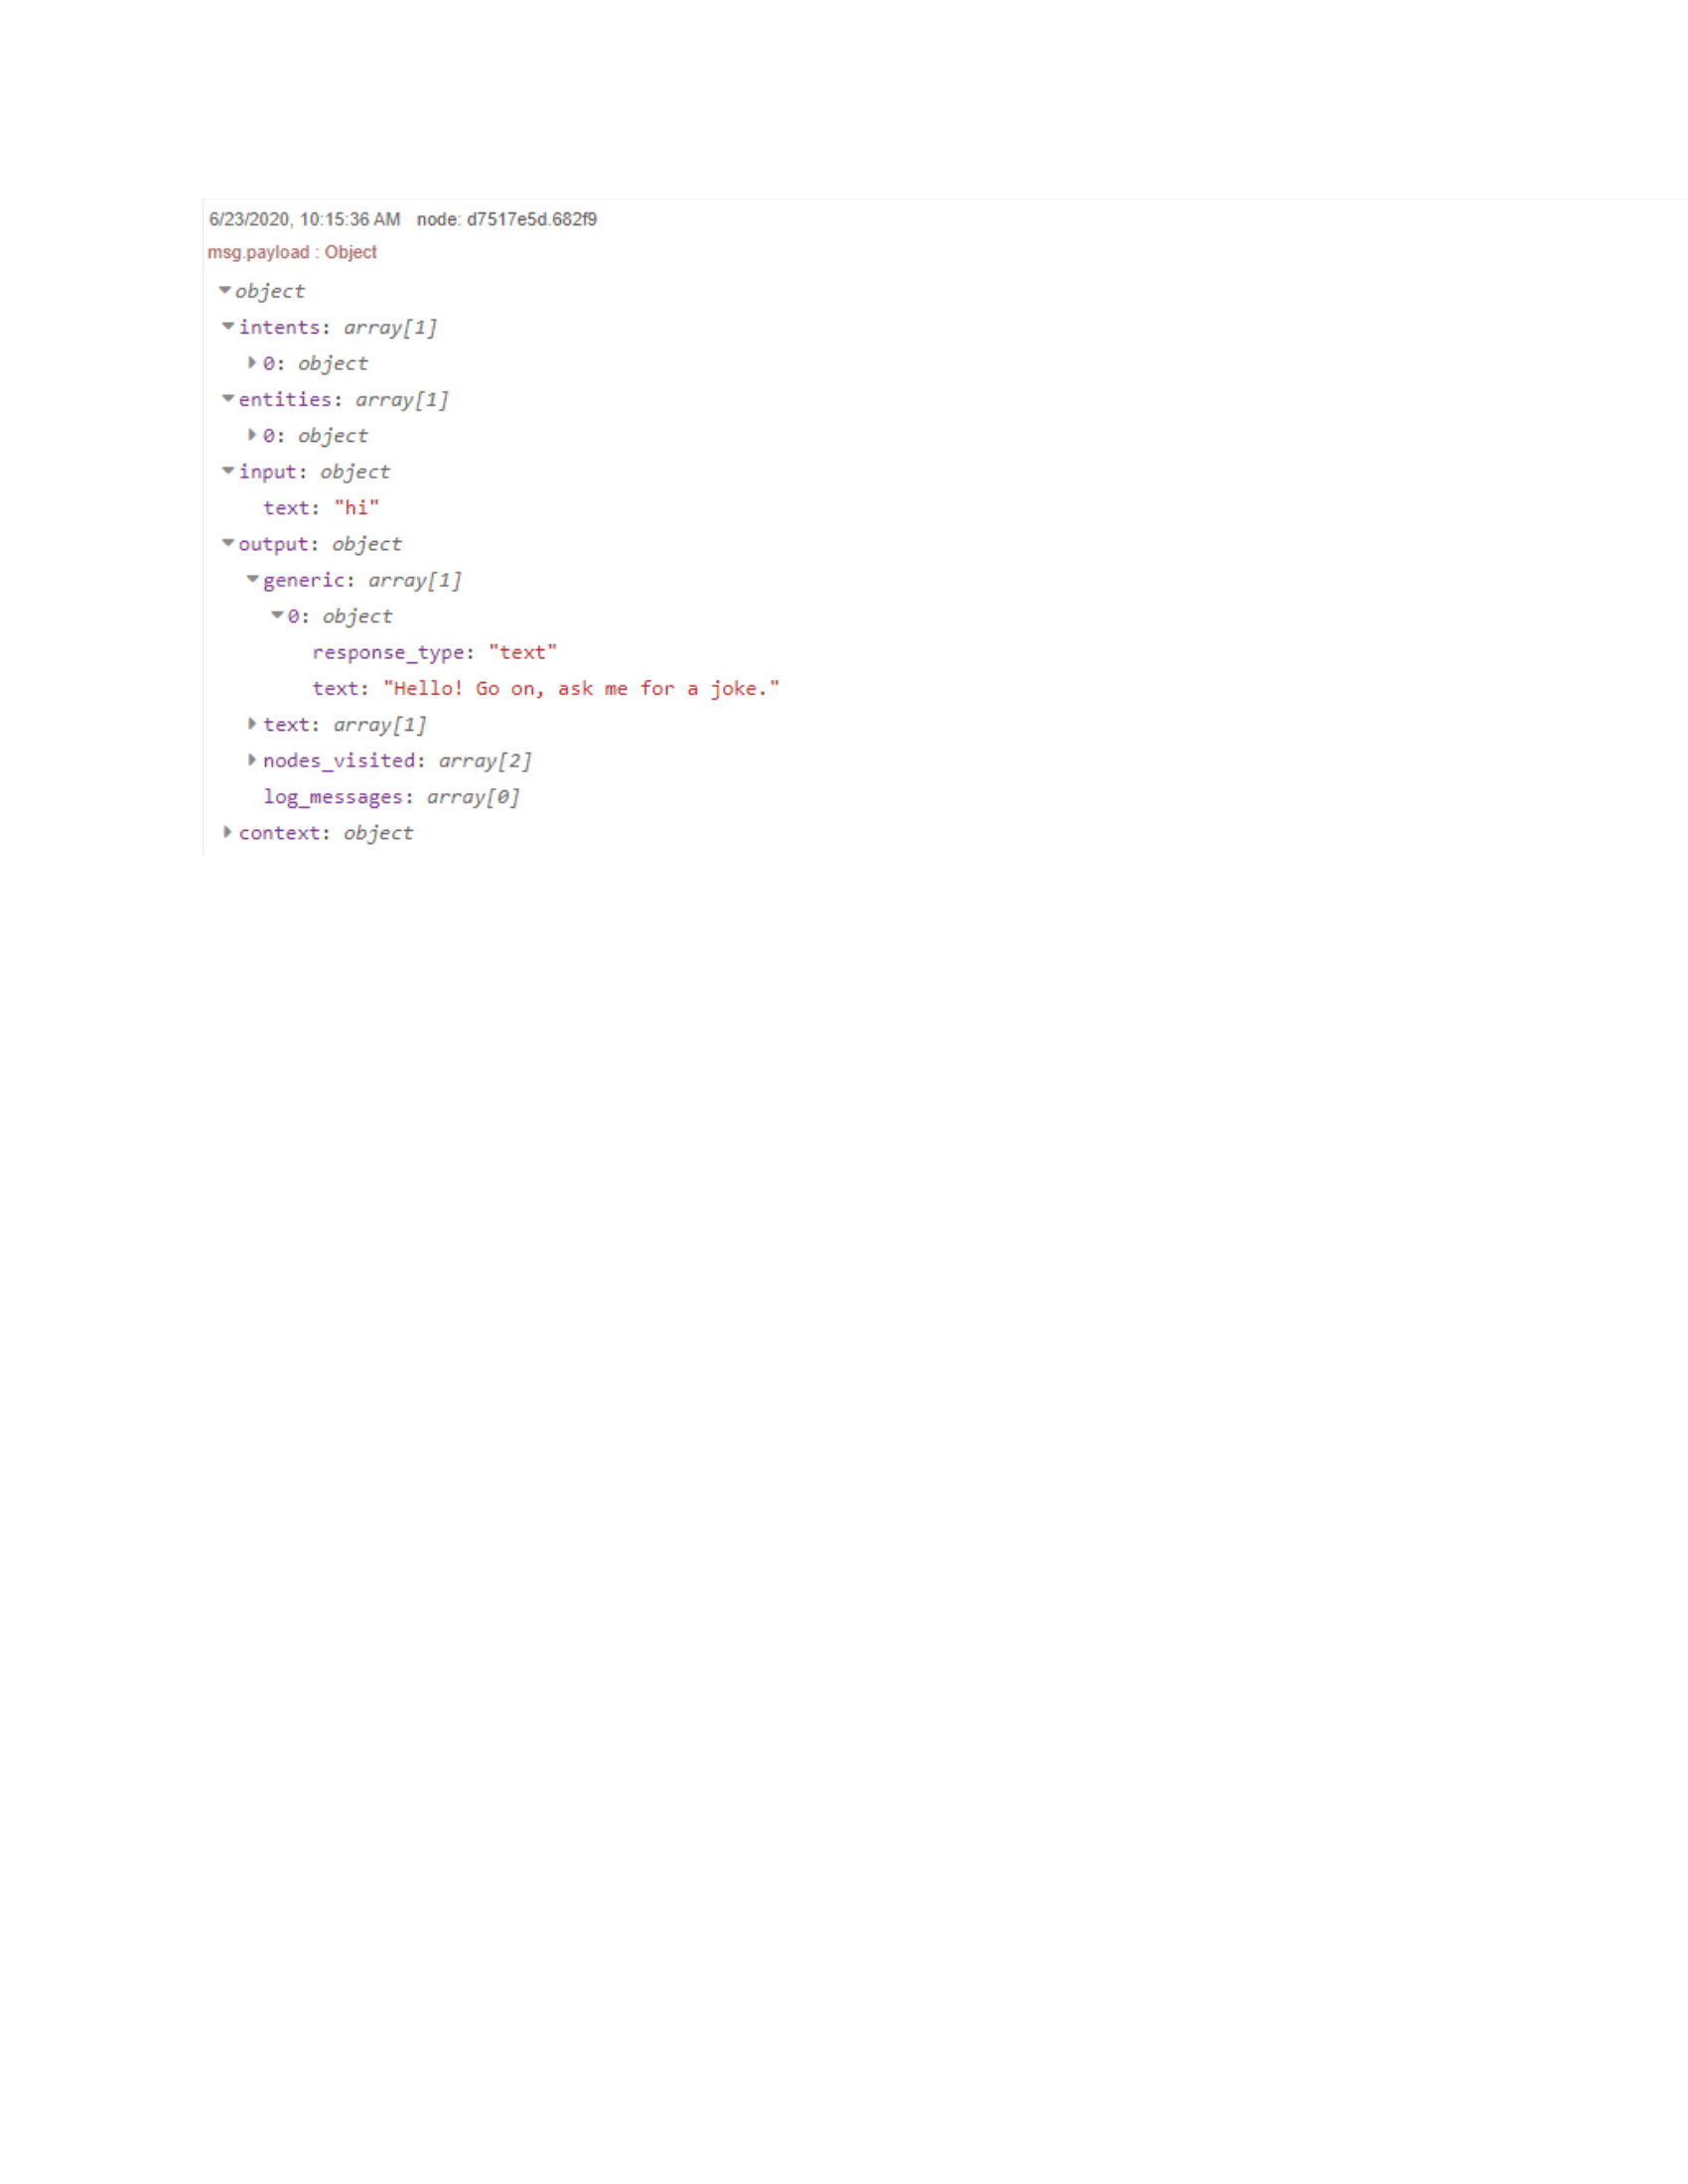 6/23/2020, 10:15:36 AM node: d7517e5d.682f9
msg.payload : Object
object
intents: array[1]
0: object
entities: array[1]
0: object
input: object
text: "hi"
output: object
generic: array[1]
0: object
response_type: "text"
text: "Hello! Go on, ask me for a joke."
text: array[1]
nodes_visited: array[2]
log_messages: array[0]
context: object